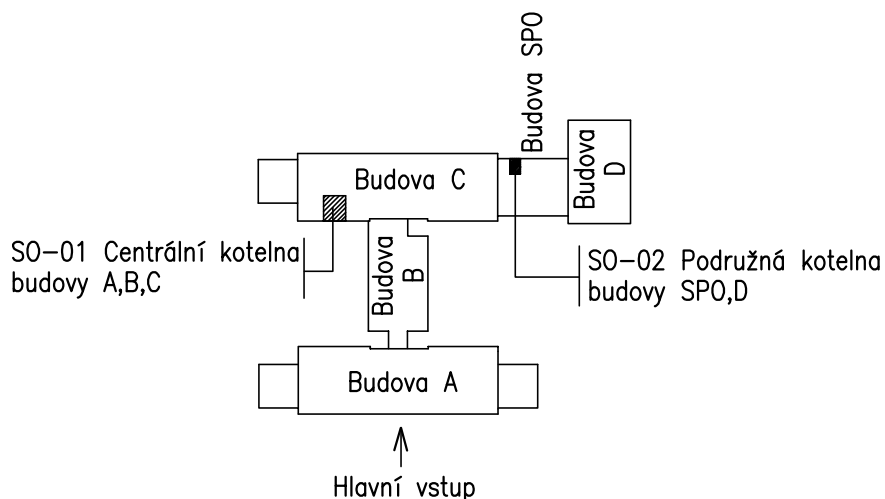 Budova SPO
Budova C
Budova
D
SO-01 Centrální kotelna
budovy A,B,C
Budova
B
SO-02 Podružná kotelna
budovy SPO,D
Budova A
Hlavní vstup